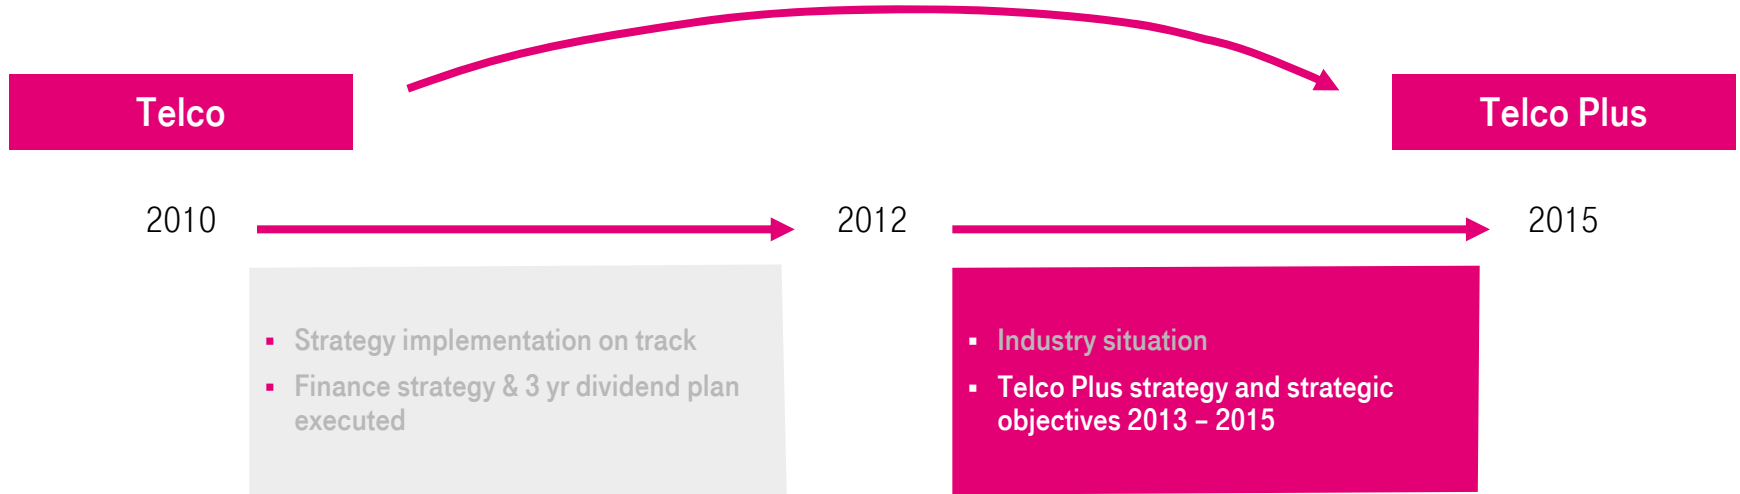 Telco
Telco Plus
2010
2012
2015
▪ Strategy implementation on track
▪ Finance strategy & 3 yr dividend plan
executed
▪ Industry situation
▪ Telco Plus strategy and strategic
objectives 2013 – 2015